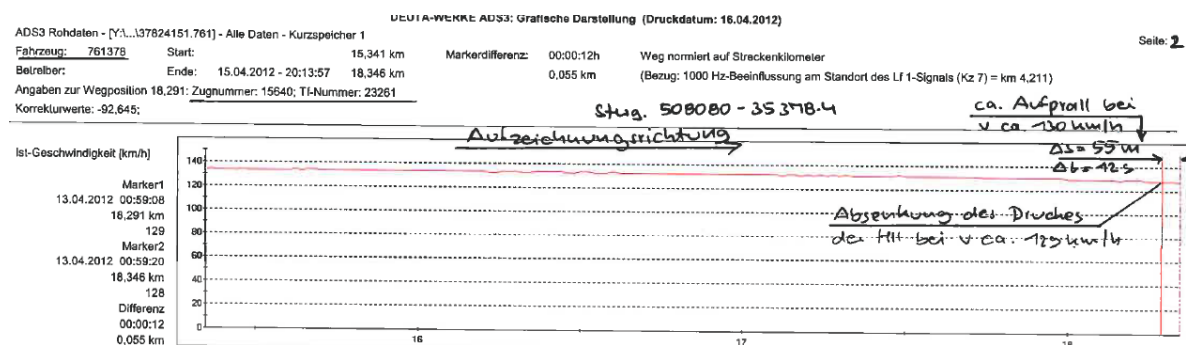 DEUTA-WERKE ADS3: Grafische Darstellung (Druckdatum: 16.04.2012)
ADS3 Rohdaten - [Y:\...\37824151.761] - Alle Daten - Kurzspeicher 1
Seite: 2
Fahrzeug: 761378 Start: 15,341 km Markerdifferenz: 00:00:12h Weg normiert auf Streckenkilometer
Betreiber: Ende: 15.04.2012 - 20:13:57 18,346 km 0,055 km (Bezug: 1000 Hz-Beeinflussung am Standort des Lf 1-Signals (Kz 7) = km 4,211)
Angaben zur Wegposition 18,291: Zugnummer: 15640; Tf-Nummer: 23261
Korrekturwerte: -92,645;
Stwg. 508080-35378.4
ca. Aufprall bei
v ca. 130 km/h
Aufzeichnungsrichtung
Δs = 55 m
Δt = 12 s
Ist-Geschwindigkeit [km/h]
140
120
100
80
60
40
20
0
Marker1
13.04.2012 00:59:08
18,291 km
129
Marker2
13.04.2012 00:59:20
18,346 km
128
Differenz
00:00:12
0,055 km
Absenkung des Druckes
der HLL bei v ca. 129 km/h
16 17 18